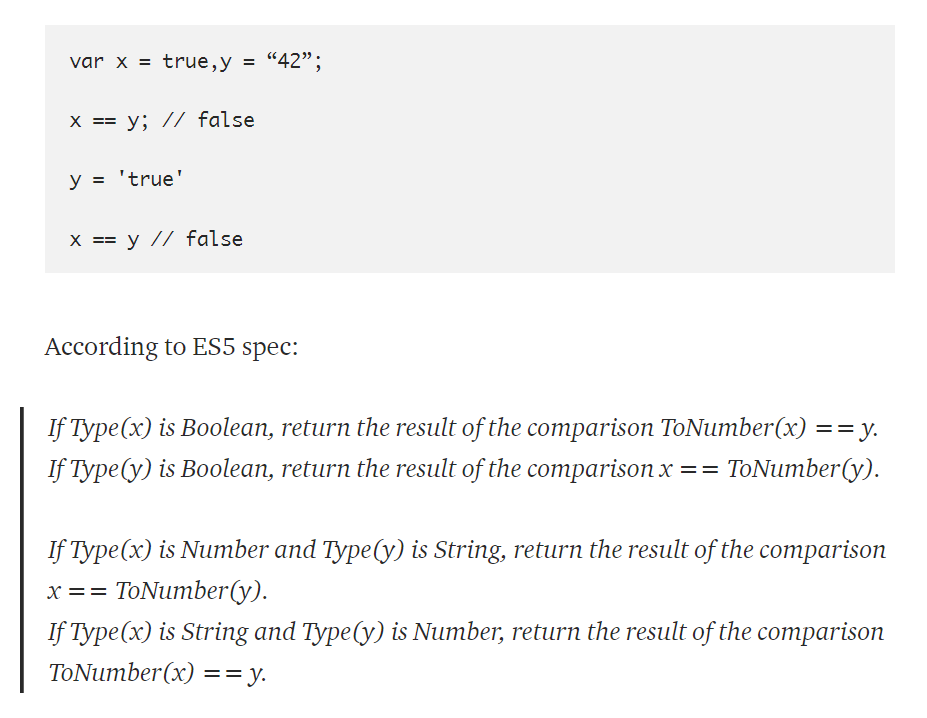 var x = true,y = “42”;
x == y; // false
y = 'true'
x == y // false
According to ES5 spec:
If Type(x) is Boolean, return the result of the comparison ToNumber(x) == y.
If Type(y) is Boolean, return the result of the comparison x == ToNumber(y).
If Type(x) is Number and Type(y) is String, return the result of the comparison
x == ToNumber(y).
If Type(x) is String and Type(y) is Number, return the result of the comparison
ToNumber(x) == y.